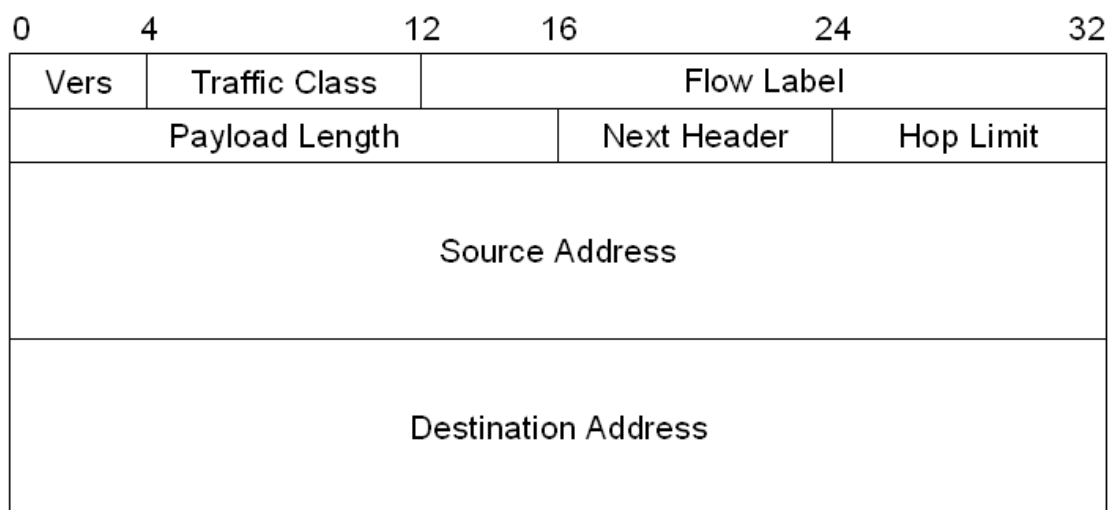 0 4 12 16 24 32
Vers Traffic Class Flow Label
Payload Length Next Header Hop Limit
Source Address
Destination Address